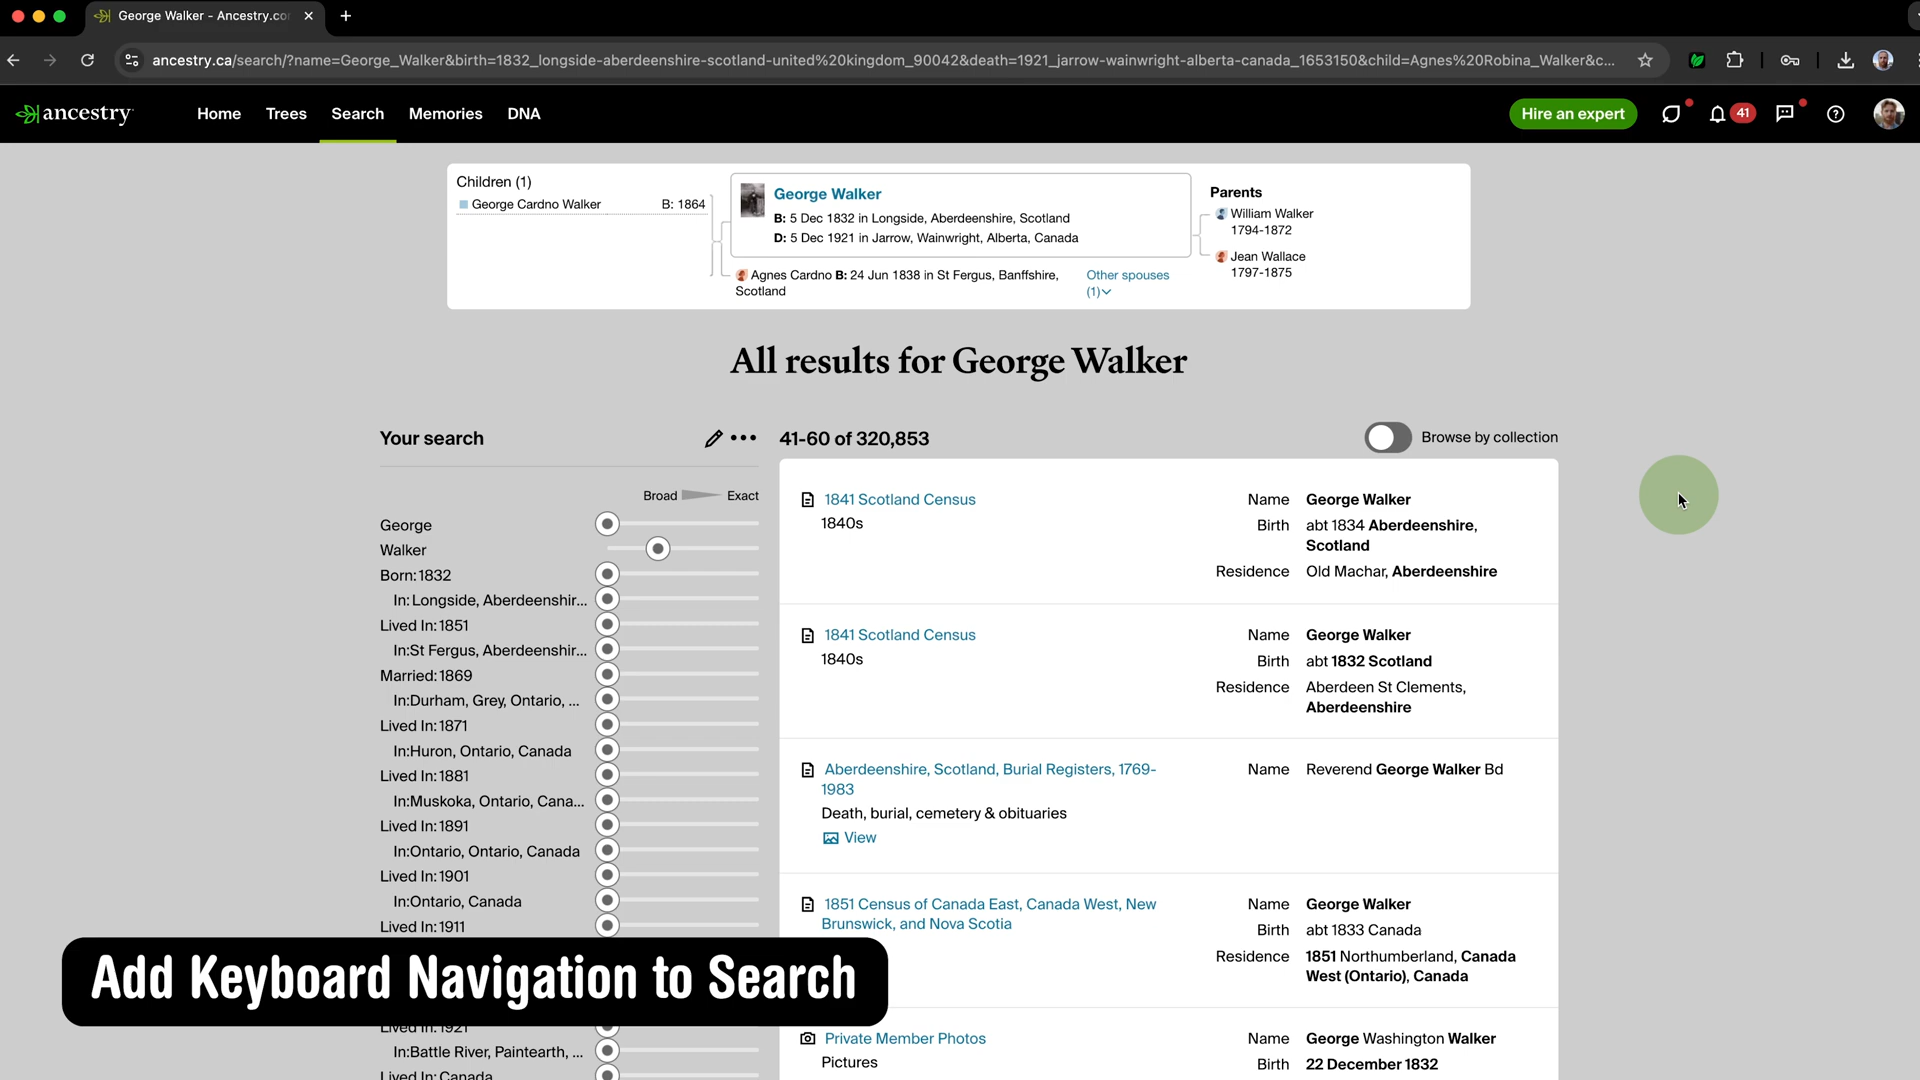 George Walker - Ancestry.co
ancestry.ca/search/?name=George_Walker&birth=1832_longside-aberdeenshire-scotland-united%20kingdom_90042&death=1921_jarrow-wainwright-alberta-canada_1653150&child=Agnes%20Robina_Walker&c...
ancestry
Home
Trees
Search
Memories
DNA
Hire an expert
41
Children (1)
George Cardno Walker B: 1864
George Walker
B: 5 Dec 1832 in Longside, Aberdeenshire, Scotland
D: 5 Dec 1921 in Jarrow, Wainwright, Alberta, Canada
Agnes Cardno B: 24 Jun 1838 in St Fergus, Banffshire,
Scotland
Other spouses
(1)
Parents
William Walker
1794-1872
Jean Wallace
1797-1875
All results for George Walker
Your search
Broad Exact
George
Walker
Born: 1832
In: Longside, Aberdeenshir...
Lived In: 1851
In:St Fergus, Aberdeenshir...
Married: 1869
In:Durham, Grey, Ontario, ...
Lived In: 1871
In:Huron, Ontario, Canada
Lived In: 1881
In:Muskoka, Ontario, Cana...
Lived In: 1891
In:Ontario, Ontario, Canada
Lived In: 1901
In:Ontario, Canada
Lived In: 1911
Lived In: 1921
In:Battle River, Paintearth, ...
Lived In: Canada
41-60 of 320,853
Browse by collection
1841 Scotland Census
1840s
Name George Walker
Birth abt 1834 Aberdeenshire,
Scotland
Residence Old Machar, Aberdeenshire
1841 Scotland Census
1840s
Name George Walker
Birth abt 1832 Scotland
Residence Aberdeen St Clements,
Aberdeenshire
Aberdeenshire, Scotland, Burial Registers, 1769-
1983
Death, burial, cemetery & obituaries
View
Name Reverend George Walker Bd
1851 Census of Canada East, Canada West, New
Brunswick, and Nova Scotia
Name George Walker
Birth abt 1833 Canada
Residence 1851 Northumberland, Canada
West (Ontario), Canada
Private Member Photos
Pictures
Name George Washington Walker
Birth 22 December 1832
Add Keyboard Navigation to Search